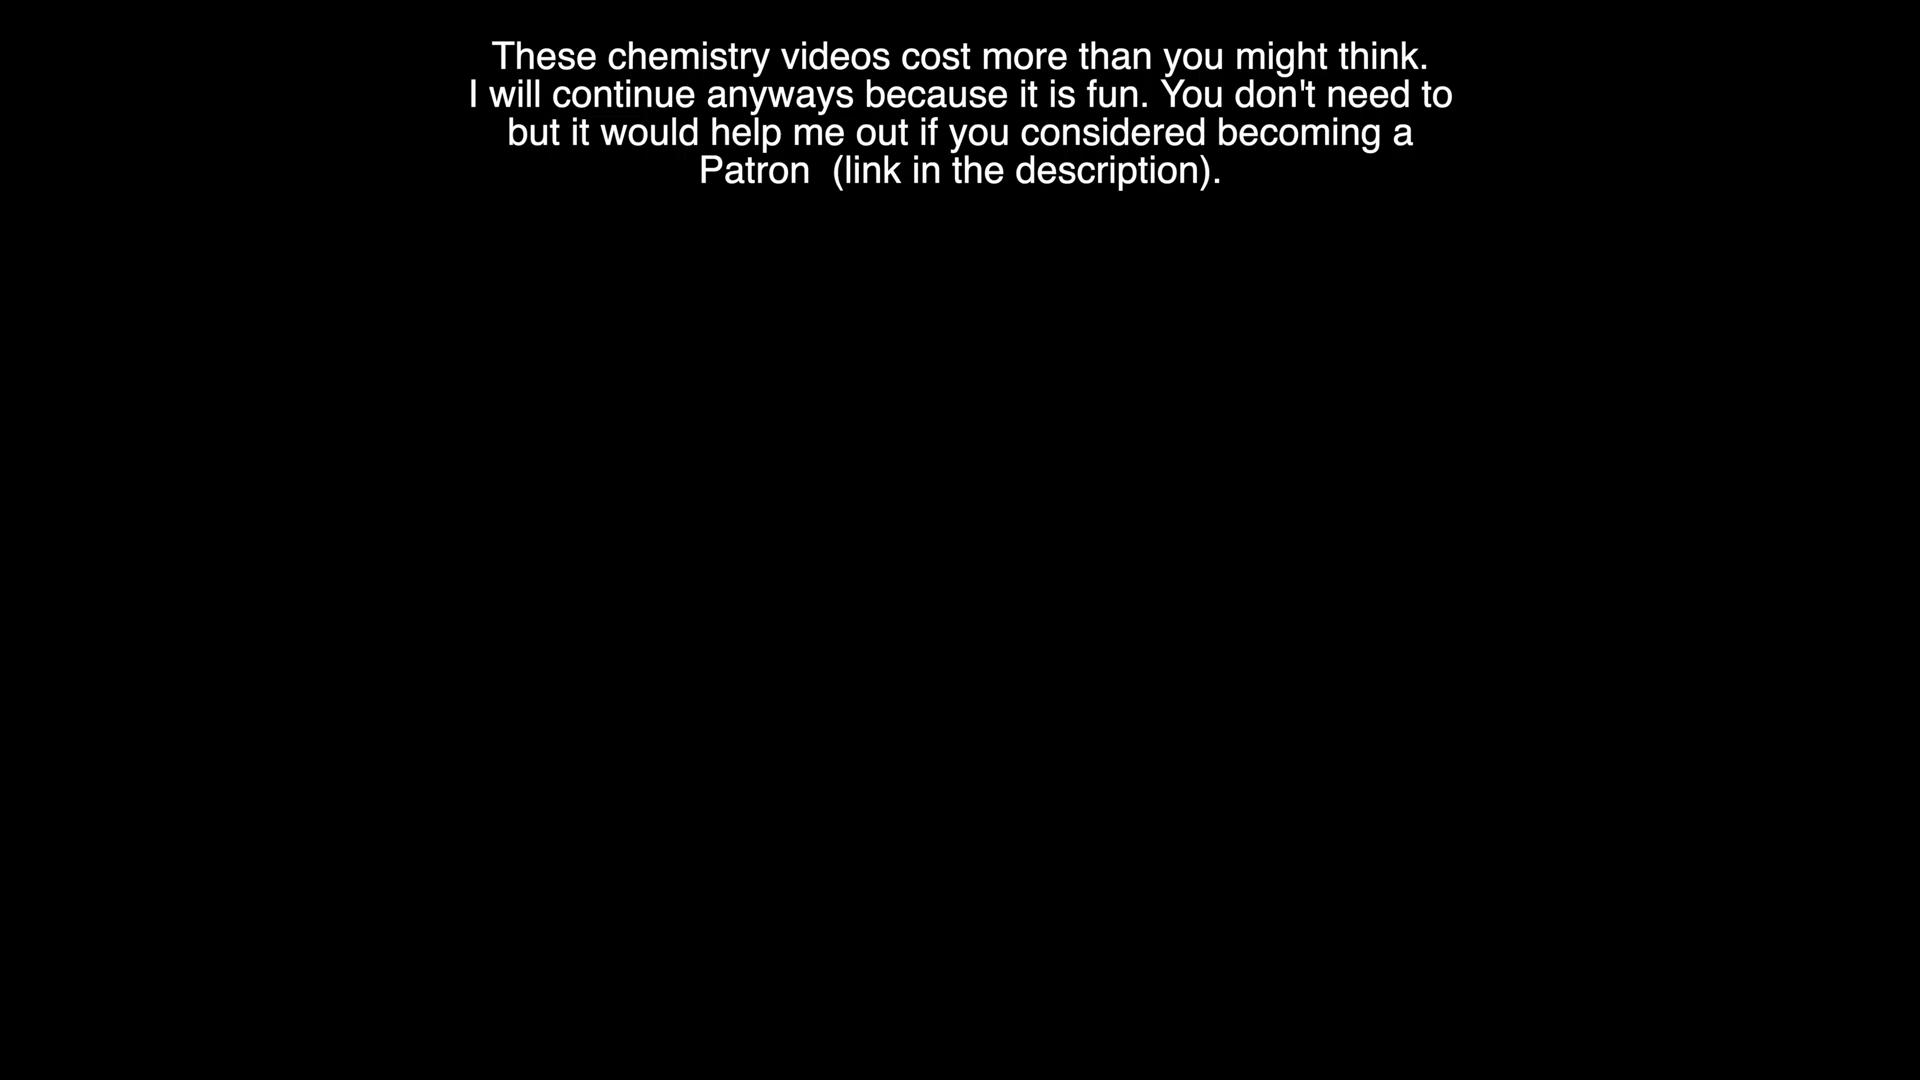 These chemistry videos cost more than you might think.
I will continue anyways because it is fun. You don't need to
but it would help me out if you considered becoming a
Patron  (link in the description).